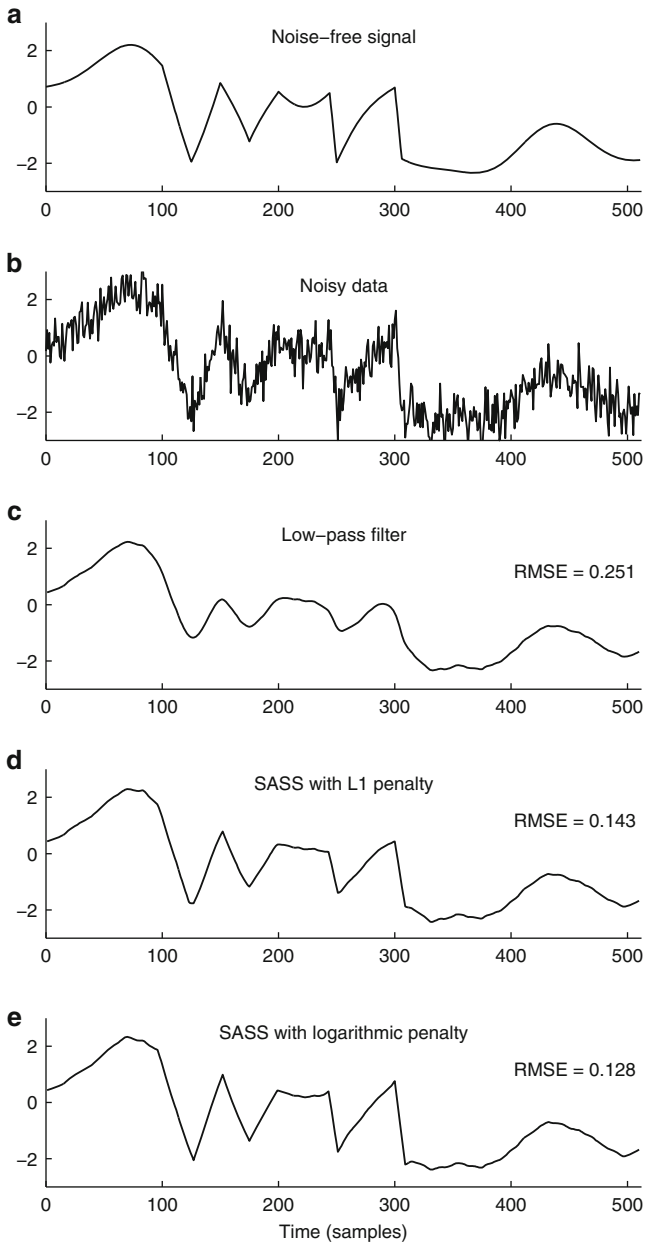 a
Noise–free signal
2
0
−2
0 100 200 300 400 500
b
Noisy data
2
0
−2
0 100 200 300 400 500
c
Low–pass filter
RMSE = 0.251
2
0
−2
0 100 200 300 400 500
d
SASS with L1 penalty
RMSE = 0.143
2
0
−2
0 100 200 300 400 500
e
SASS with logarithmic penalty
RMSE = 0.128
2
0
−2
0 100 200 300 400 500
Time (samples)